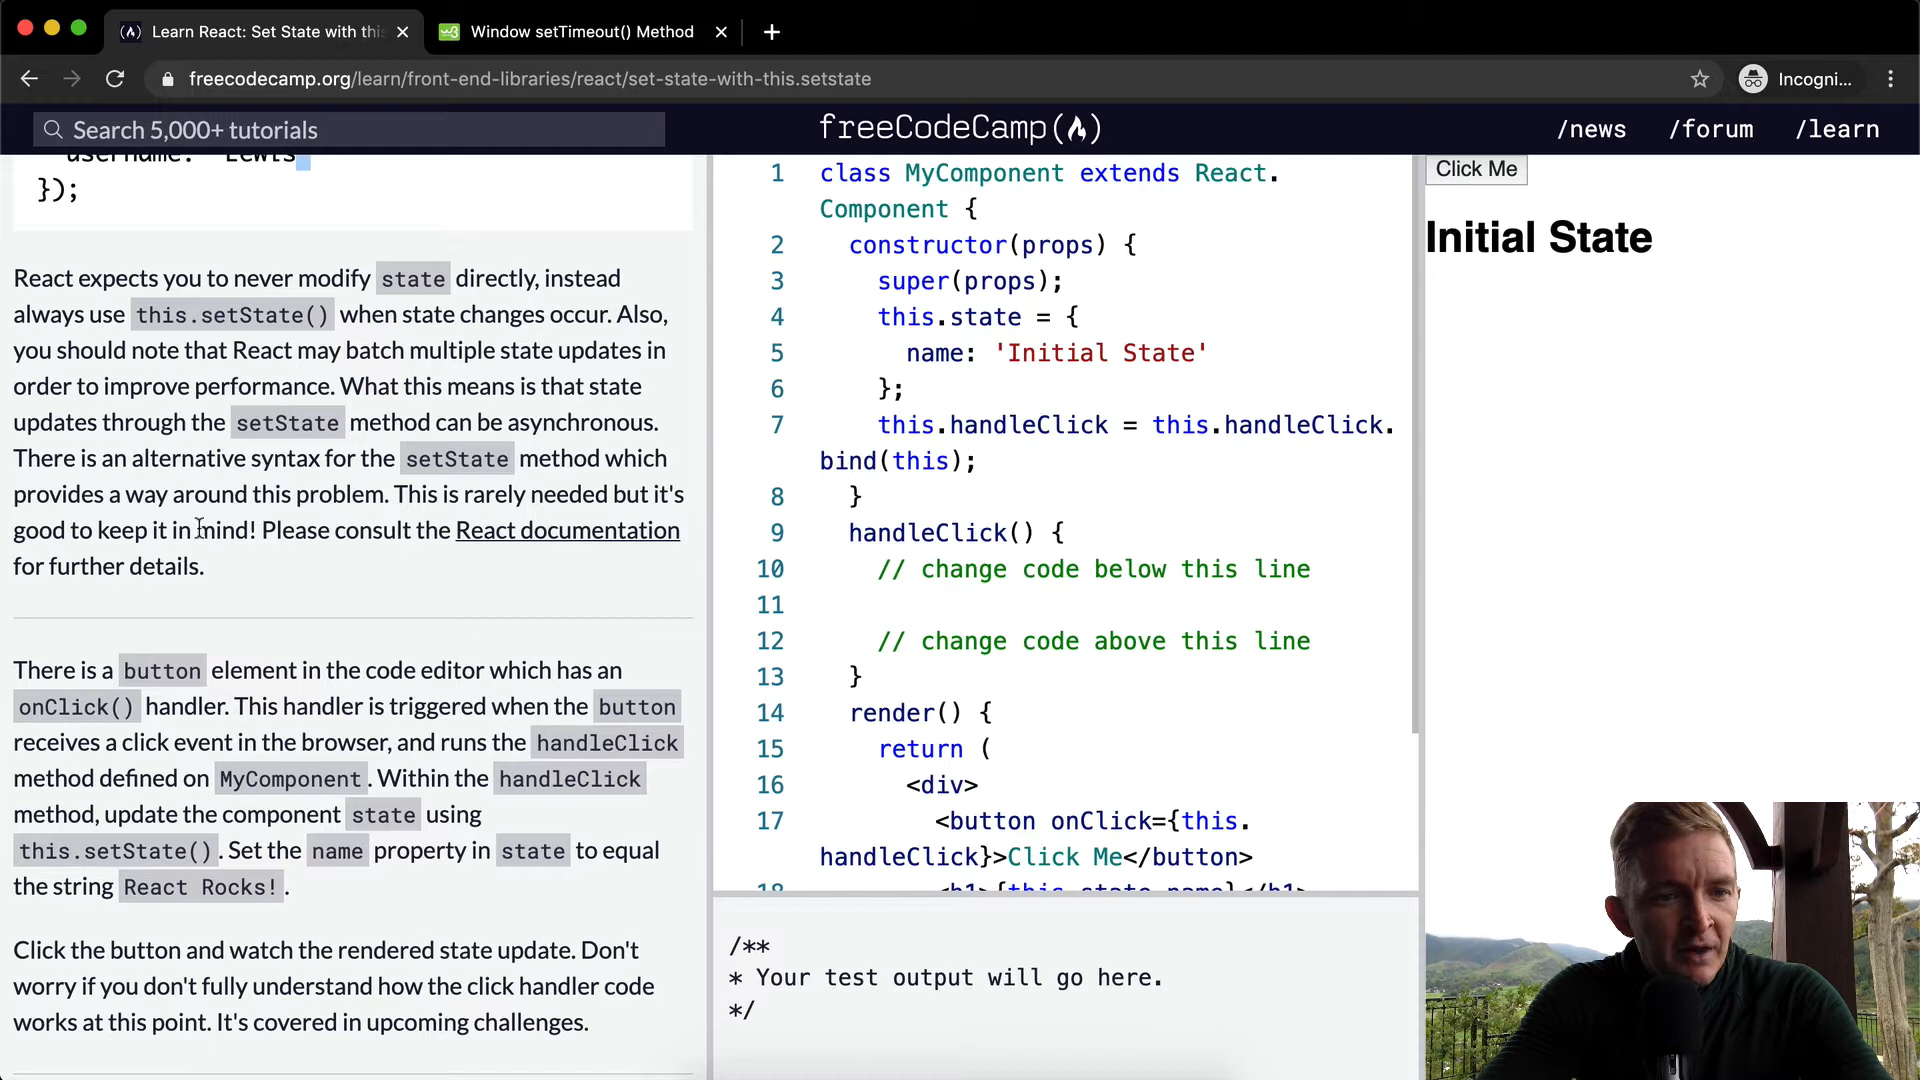 Learn React: Set State with this
Window setTimeout() Method
freecodecamp.org/learn/front-end-libraries/react/set-state-with-this.setstate
Incogni...
Search 5,000+ tutorials
freeCodeCamp(🔥)
/news /forum /learn
username: 'Lewis'
});
React expects you to never modify state directly, instead
always use this.setState() when state changes occur. Also,
you should note that React may batch multiple state updates in
order to improve performance. What this means is that state
updates through the setState method can be asynchronous.
There is an alternative syntax for the setState method which
provides a way around this problem. This is rarely needed but it's
good to keep it in mind! Please consult the React documentation
for further details.
There is a button element in the code editor which has an
onClick() handler. This handler is triggered when the button
receives a click event in the browser, and runs the handleClick
method defined on MyComponent. Within the handleClick
method, update the component state using
this.setState(). Set the name property in state to equal
the string React Rocks!.
Click the button and watch the rendered state update. Don't
worry if you don't fully understand how the click handler code
works at this point. It's covered in upcoming challenges.
1 class MyComponent extends React.
Component {
2 constructor(props) {
3 super(props);
4 this.state = {
5 name: 'Initial State'
6 };
7 this.handleClick = this.handleClick.
bind(this);
8 }
9 handleClick() {
10 // change code below this line
11
12 // change code above this line
13 }
14 render() {
15 return (
16 <div>
17 <button onClick={this.
handleClick}>Click Me</button>
18 <h1>{this.state.name}</h1>
/**
* Your test output will go here.
*/
Click Me
Initial State